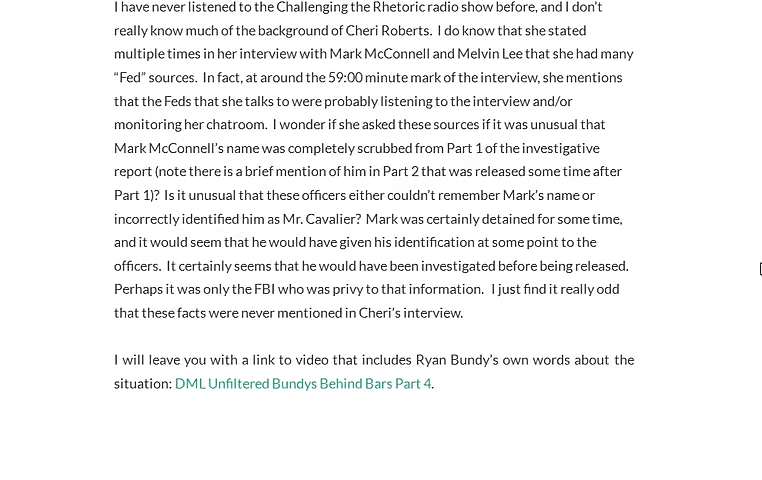 I have never listened to the Challenging the Rhetoric radio show before, and I don't
really know much of the background of Cheri Roberts.  I do know that she stated
multiple times in her interview with Mark McConnell and Melvin Lee that she had many
“Fed” sources.  In fact, at around the 59:00 minute mark of the interview, she mentions
that the Feds that she talks to were probably listening to the interview and/or
monitoring her chatroom.  I wonder if she asked these sources if it was unusual that
Mark McConnell's name was completely scrubbed from Part 1 of the investigative
report (note there is a brief mention of him in Part 2 that was released some time after
Part 1)?  Is it unusual that these officers either couldn't remember Mark's name or
incorrectly identified him as Mr. Cavalier?  Mark was certainly detained for some time,
and it would seem that he would have given his identification at some point to the
officers.  It certainly seems that he would have been investigated before being released.
Perhaps it was only the FBI who was privy to that information.   I just find it really odd
that these facts were never mentioned in Cheri's interview.
I will leave you with a link to video that includes Ryan Bundy's own words about the
situation: DML Unfiltered Bundys Behind Bars Part 4.